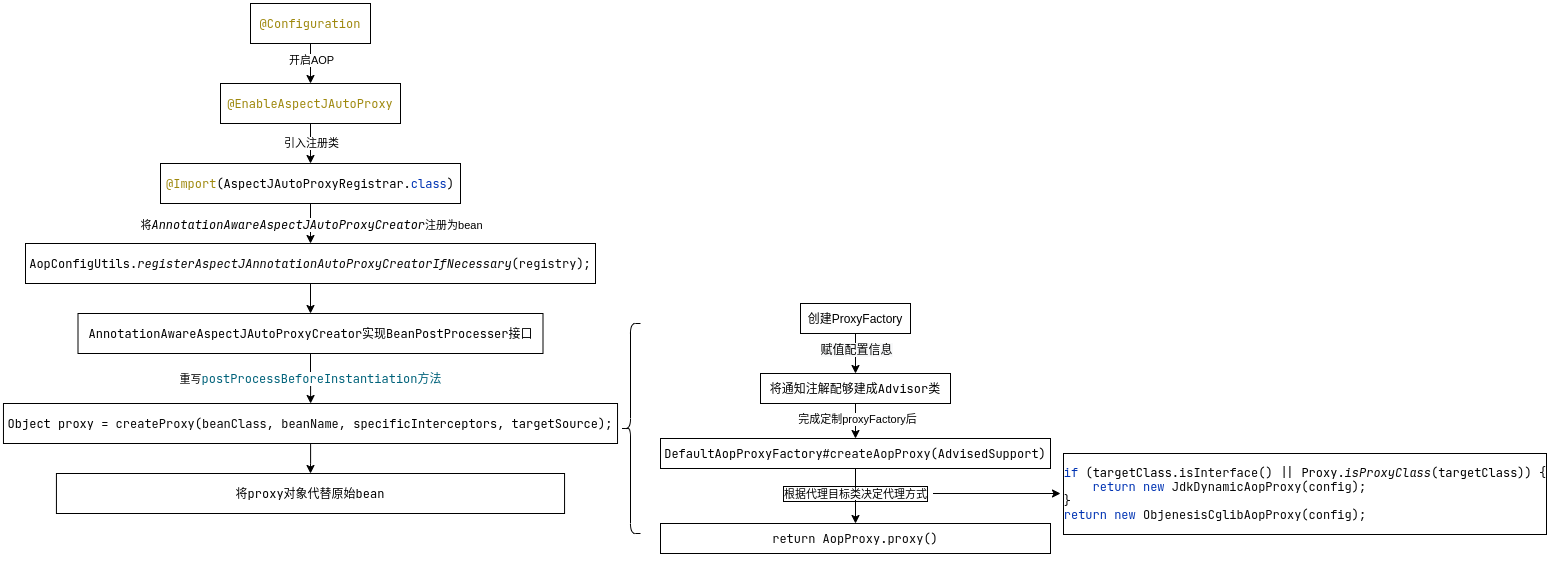 @Configuration
开启AOP
@EnableAspectJAutoProxy
引入注册类
@Import(AspectJAutoProxyRegistrar.class)
将AnnotationAwareAspectJAutoProxyCreator注册为bean
AopConfigUtils.registerAspectJAnnotationAutoProxyCreatorIfNecessary(registry);
AnnotationAwareAspectJAutoProxyCreator实现BeanPostProcesser接口
重写postProcessBeforeInstantiation方法
Object proxy = createProxy(beanClass, beanName, specificInterceptors, targetSource);
将proxy对象代替原始bean
创建ProxyFactory
赋值配置信息
将通知注解配够建成Advisor类
完成定制proxyFactory后
DefaultAopProxyFactory#createAopProxy(AdvisedSupport)
根据代理目标类决定代理方式
return AopProxy.proxy()
if (targetClass.isInterface() || Proxy.isProxyClass(targetClass)) {
    return new JdkDynamicAopProxy(config);
}
return new ObjenesisCglibAopProxy(config);